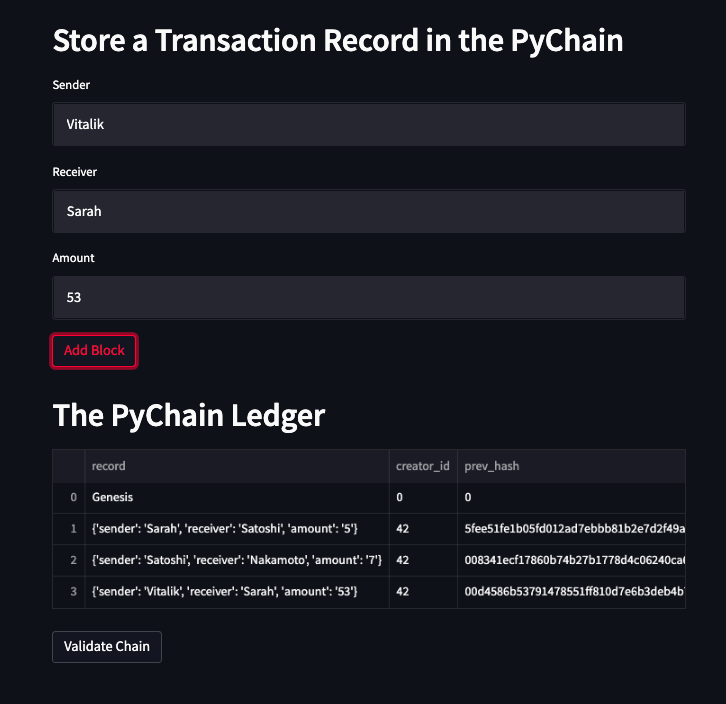 Store a Transaction Record in the PyChain
Sender
Vitalik
Receiver
Sarah
Amount
53
Add Block
The PyChain Ledger
record creator_id prev_hash
0 Genesis 0 0
1 {'sender': 'Sarah', 'receiver': 'Satoshi', 'amount': '5'} 42 5fee51fe1b05fd012ad7ebbb81b2e7d2f49a
2 {'sender': 'Satoshi', 'receiver': 'Nakamoto', 'amount': '7'} 42 008341ecf17860b74b27b1778d4c06240ca
3 {'sender': 'Vitalik', 'receiver': 'Sarah', 'amount': '53'} 42 00d4586b53791478551ff810d7e6b3deb4b
Validate Chain